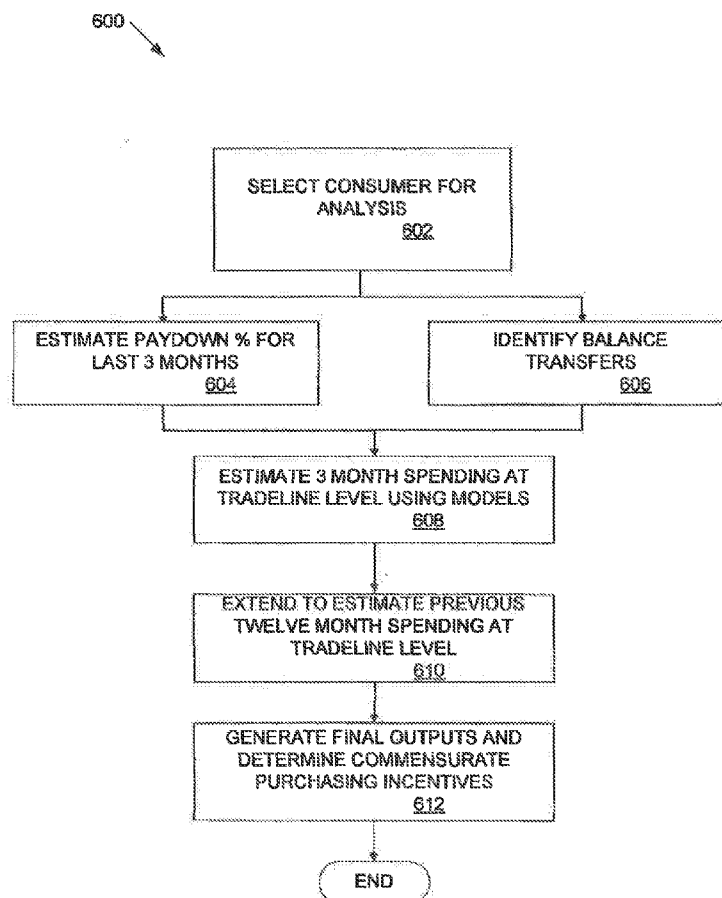 600
SELECT CONSUMER FOR
ANALYSIS
602
ESTIMATE PAYDOWN % FOR
LAST 3 MONTHS
604
IDENTIFY BALANCE
TRANSFERS
606
ESTIMATE 3 MONTH SPENDING AT
TRADELINE LEVEL USING MODELS
608
EXTEND TO ESTIMATE PREVIOUS
TWELVE MONTH SPENDING AT
TRADELINE LEVEL
610
GENERATE FINAL OUTPUTS AND
DETERMINE COMMENSURATE
PURCHASING INCENTIVES
612
END